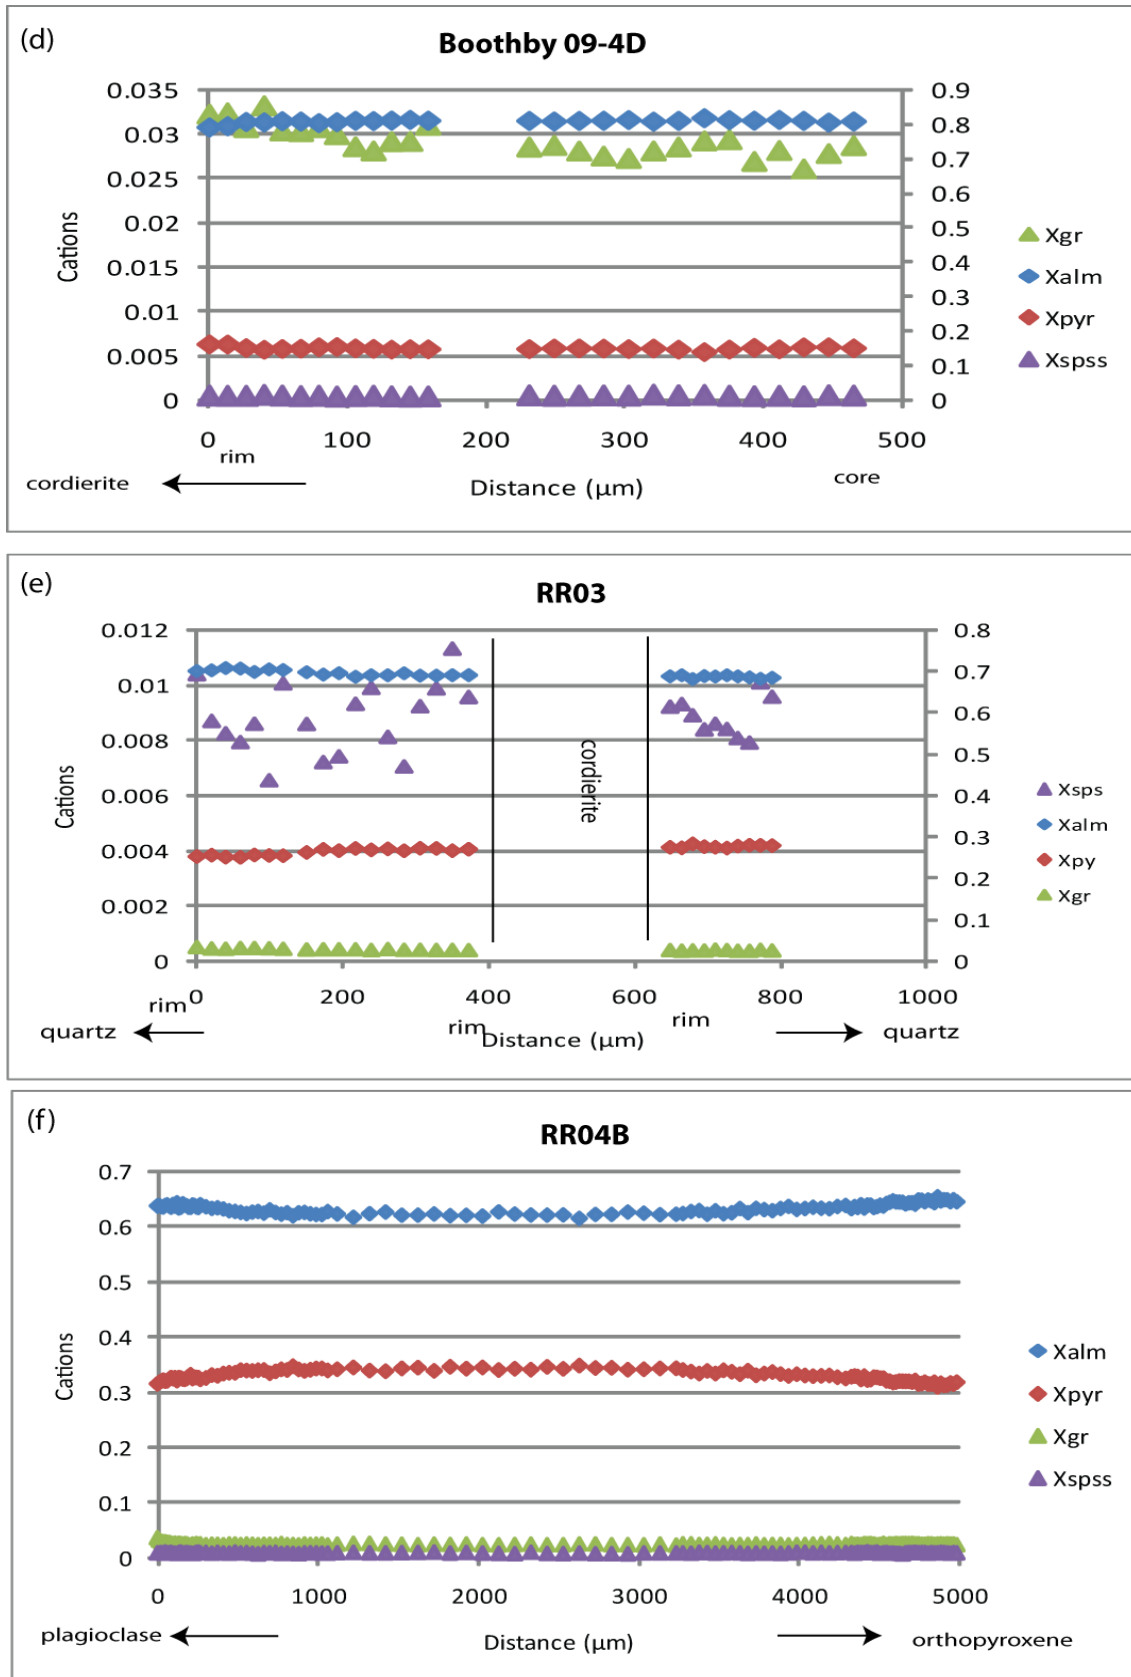 (d)
Boothby 09-4D
0.035
0.03
0.025
0.02
0.015
0.01
0.005
0
Cations
0.9
0.8
0.7
0.6
0.5
0.4
0.3
0.2
0.1
0
Xgr
Xalm
Xpyr
Xspss
0 100 200 300 400 500
rim
cordierite
Distance (μm)
core
(e)
RR03
0.012
0.01
0.008
0.006
0.004
0.002
0
Cations
cordierite
0.8
0.7
0.6
0.5
0.4
0.3
0.2
0.1
0
Xsps
Xalm
Xpy
Xgr
0 200 400 600 800 1000
rim
rim
rim
quartz
Distance (μm)
quartz
(f)
RR04B
0.7
0.6
0.5
0.4
0.3
0.2
0.1
0
Cations
Xalm
Xpyr
Xgr
Xspss
0 1000 2000 3000 4000 5000
plagioclase
Distance (μm)
orthopyroxene